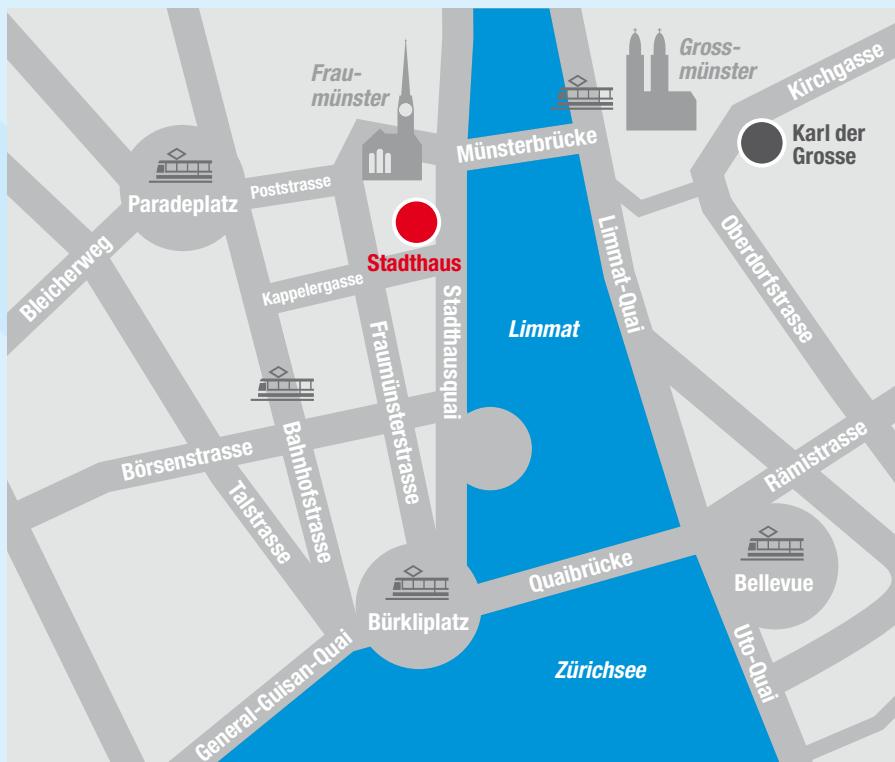 Frau-
münster
Gross-
münster
Kirchgasse
Karl der
Grosse
Münsterbrücke
Paradeplatz
Poststrasse
Stadthaus
Bleicherweg
Kappelergasse
Limmat-Quai
Oberdorfstrasse
Stadthausquai
Limmat
Fraumünsterstrasse
Börsenstrasse
Bahnhofstrasse
Talstrasse
Rämistrasse
Quaibrücke
Bellevue
Bürkliplatz
General-Guisan-Quai
Uto-Quai
Zürichsee